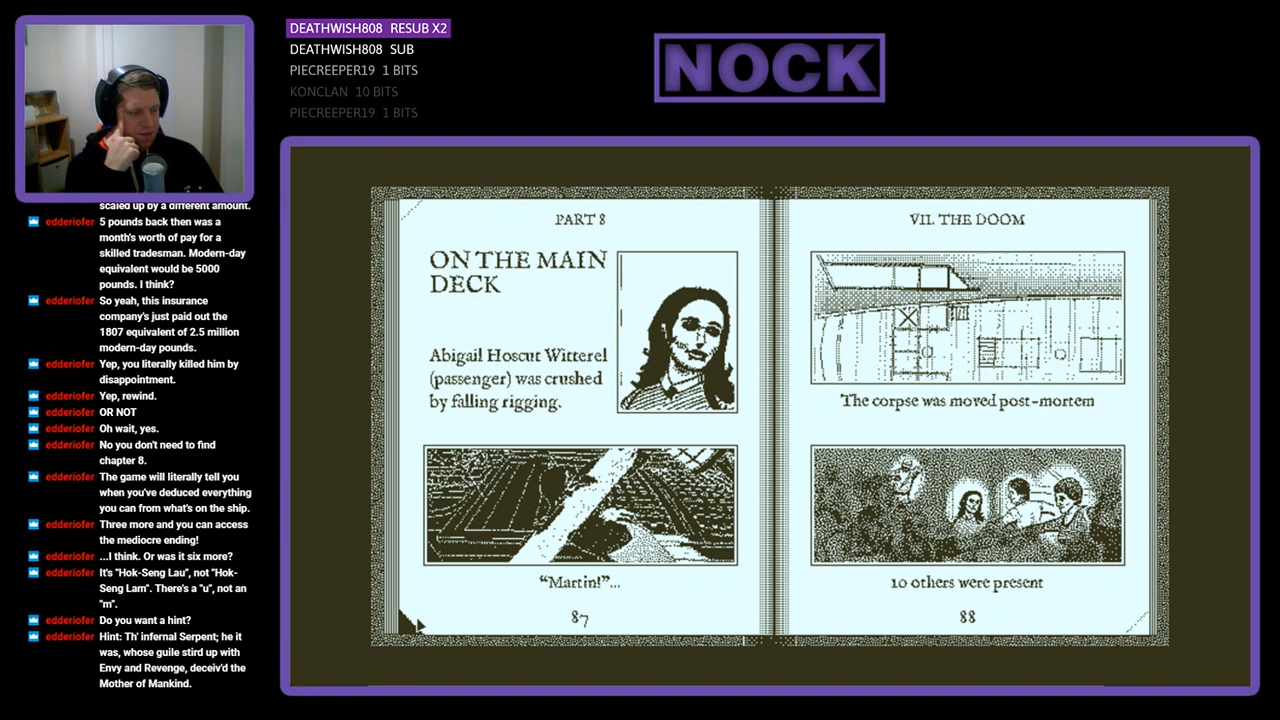 DEATHWISH808 RESUB X2
DEATHWISH808 SUB
PIECREEPER19 1 BITS
KONCLAN 10 BITS
PIECREEPER19 1 BITS
NOCK
scaled up by a different amount.
edderiofer 5 pounds back then was a
month's worth of pay for a
skilled tradesman. Modern-day
equivalent would be 5000
pounds. I think?
edderiofer So yeah, this insurance
company's just paid out the
1807 equivalent of 2.5 million
modern-day pounds.
edderiofer Yep, you literally killed him by
disappointment.
edderiofer Yep, rewind.
edderiofer OR NOT
edderiofer Oh wait, yes.
edderiofer No you don't need to find
chapter 8.
edderiofer The game will literally tell you
when you've deduced everything
you can from what's on the ship.
edderiofer Three more and you can access
the mediocre ending!
edderiofer ...I think. Or was it six more?
edderiofer It's "Hok-Seng Lau", not "Hok-
Seng Lam". There's a "u", not an
"m".
edderiofer Do you want a hint?
edderiofer Hint: Th' infernal Serpent; he it
was, whose guile stird up with
Envy and Revenge, deceiv'd the
Mother of Mankind.
PART 8
ON THE MAIN
DECK
Abigail Hoscut Witterel
(passenger) was crushed
by falling rigging.
"Martin!"...
87
VII. THE DOOM
The corpse was moved post-mortem
10 others were present
88